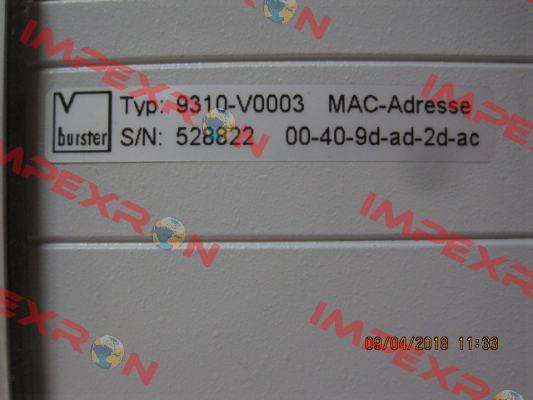 IMPEXRON
burster
Typ: 9310-V0003 MAC-Adresse
S/N: 528822 00-40-9d-ad-2d-ac
IMPEXRON
IMPEXRON
IMPEXRON
IMPEXRON
09/04/2018 11:33